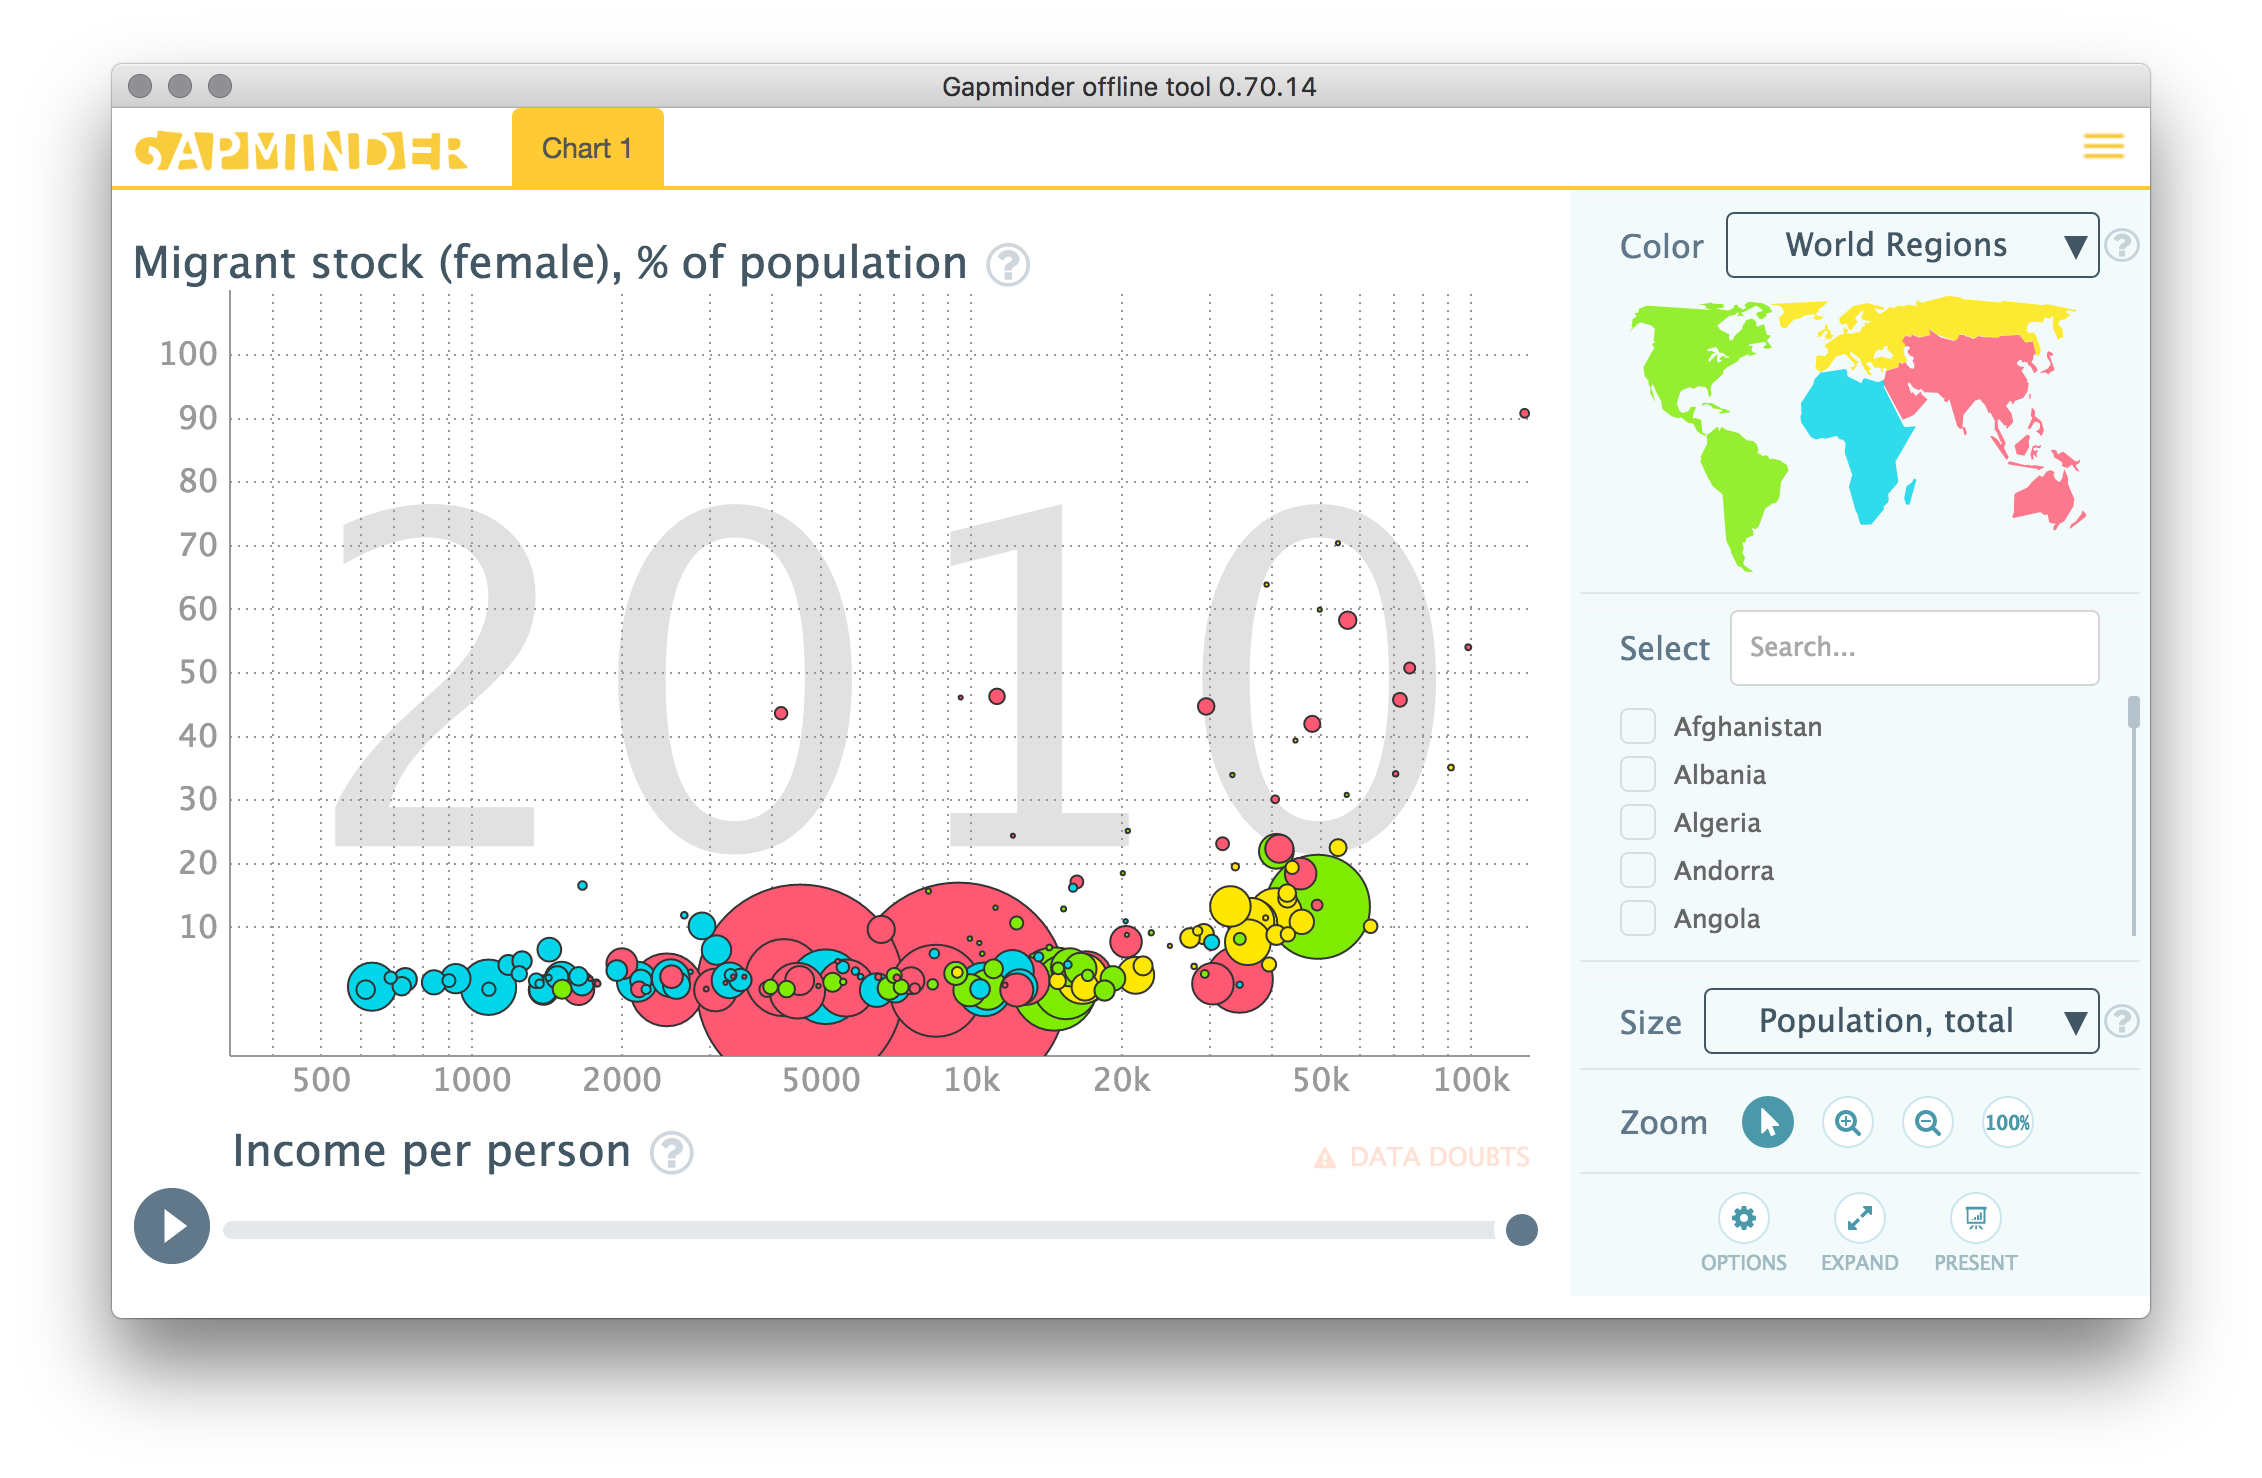 Gapminder offline tool 0.70.14
GAPMINDER
Chart 1
Migrant stock (female), % of population ?
2010
100
90
80
70
60
50
40
30
20
10
500 1000 2000 5000 10k 20k 50k 100k
Income per person ?
DATA DOUBTS
Color World Regions ▼ ?
Select Search...
Afghanistan
Albania
Algeria
Andorra
Angola
Size Population, total ▼ ?
Zoom 100%
OPTIONS EXPAND PRESENT